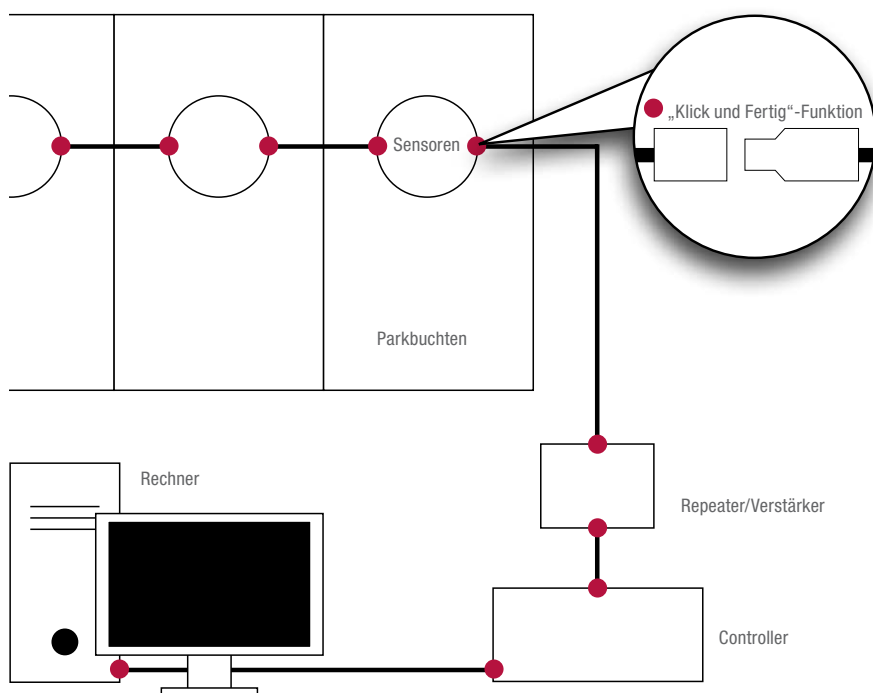 „Klick und Fertig“-Funktion
Sensoren
Parkbuchten
Rechner
Repeater/Verstärker
Controller